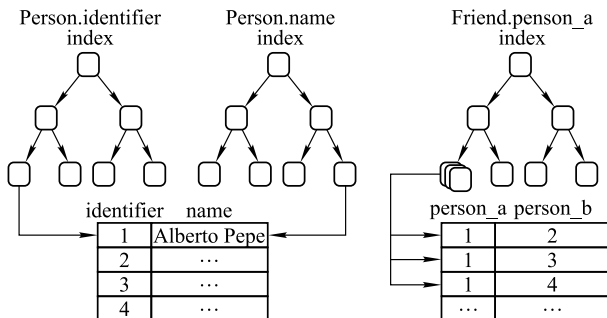 Person.identifier
index
Person.name
index
Friend.penson_a
index
identifier name
1 Alberto Pepe
2 ...
3 ...
4 ...
person_a person_b
1 2
1 3
1 4
... ...